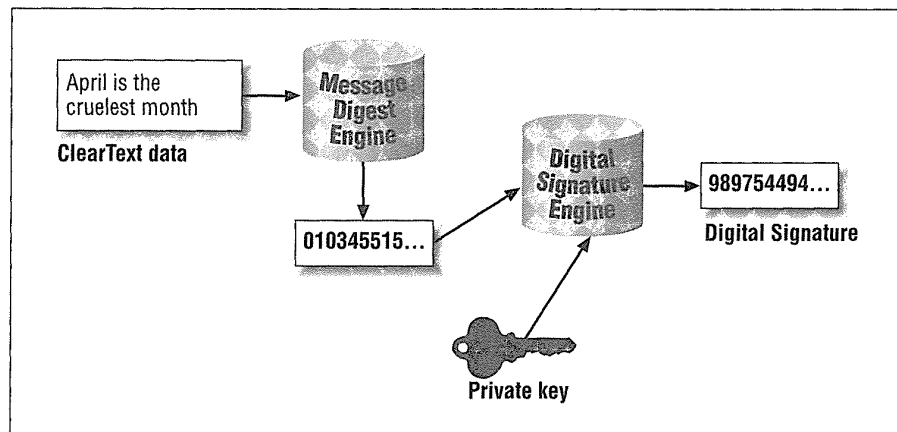 April is the
cruelest month
ClearText data
Message
Digest
Engine
010345515...
Digital
Signature
Engine
989754494...
Digital Signature
Private key